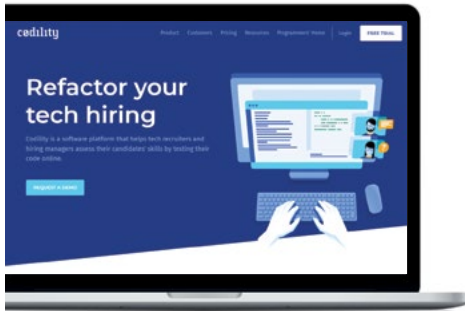 codility
Product Customers Pricing Resources Programmers' Voice Login FREE TRIAL
Refactor your
tech hiring
Codility is a software platform that helps tech recruiters and
hiring managers assess their candidates' skills by testing their
code online.
REQUEST A DEMO